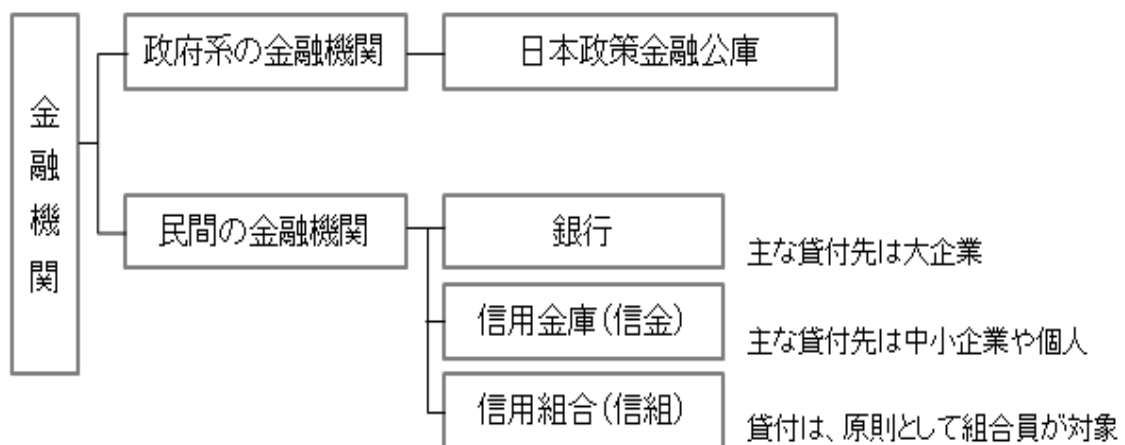 金融機関
政府系の金融機関
日本政策金融公庫
民間の金融機関
銀行
主な貸付先は大企業
信用金庫(信金)
主な貸付先は中小企業や個人
信用組合(信組)
貸付は、原則として組合員が対象